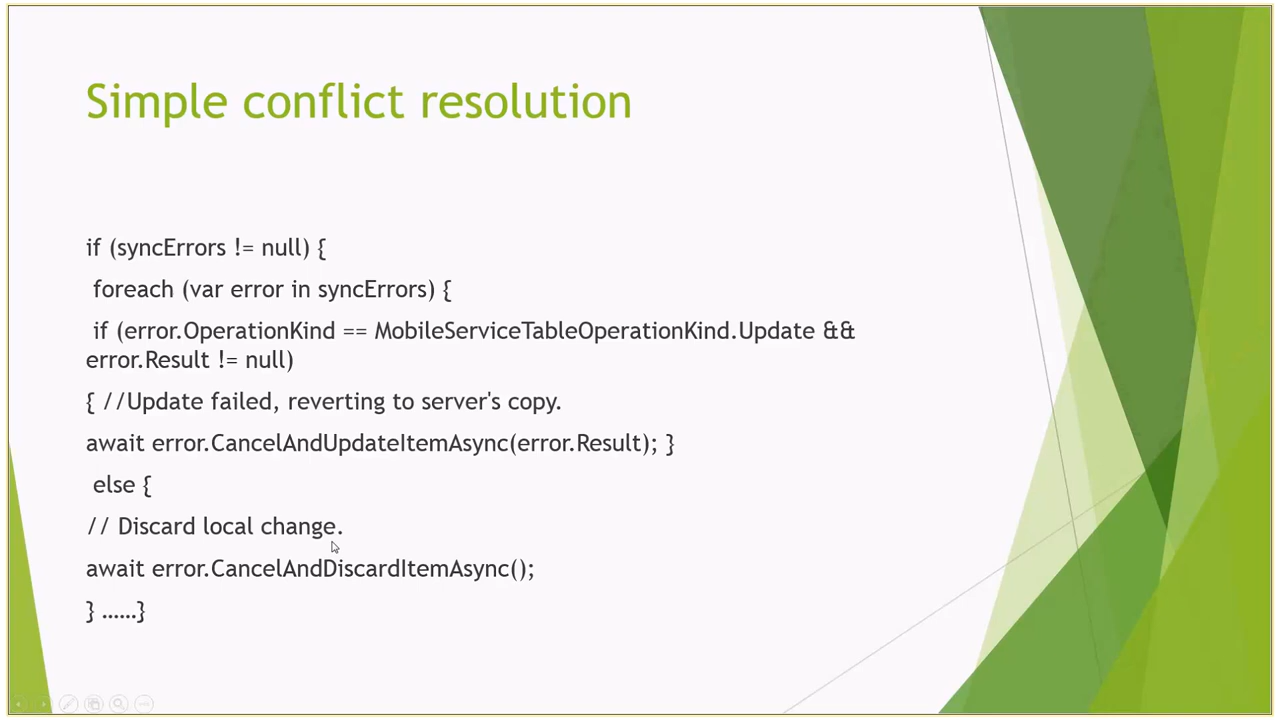 Simple conflict resolution
if (syncErrors != null) {
foreach (var error in syncErrors) {
if (error.OperationKind == MobileServiceTableOperationKind.Update &&
error.Result != null)
{ //Update failed, reverting to server's copy.
await error.CancelAndUpdateItemAsync(error.Result); }
else {
// Discard local change.
await error.CancelAndDiscardItemAsync();
} ......}